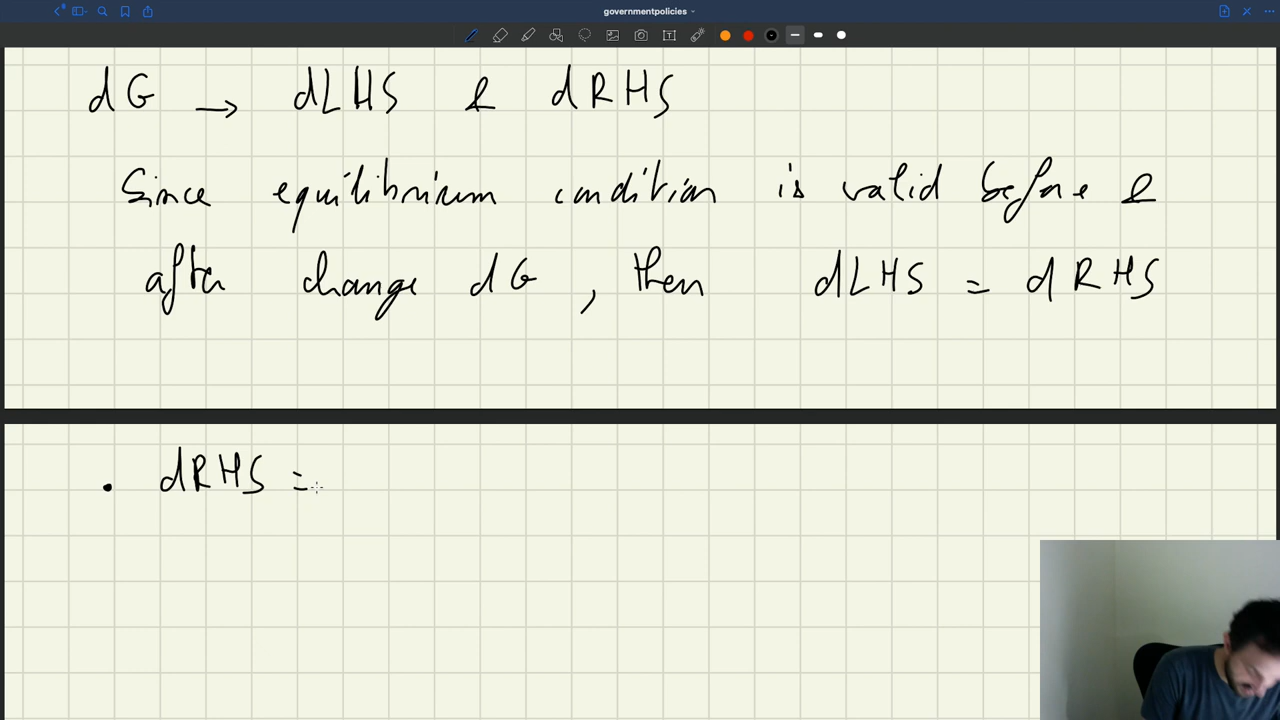 governmentpolicies
dG → dLHS & dRHS
Since equilibrium condition is valid before &
after change dG, then dLHS = dRHS
• dRHS =